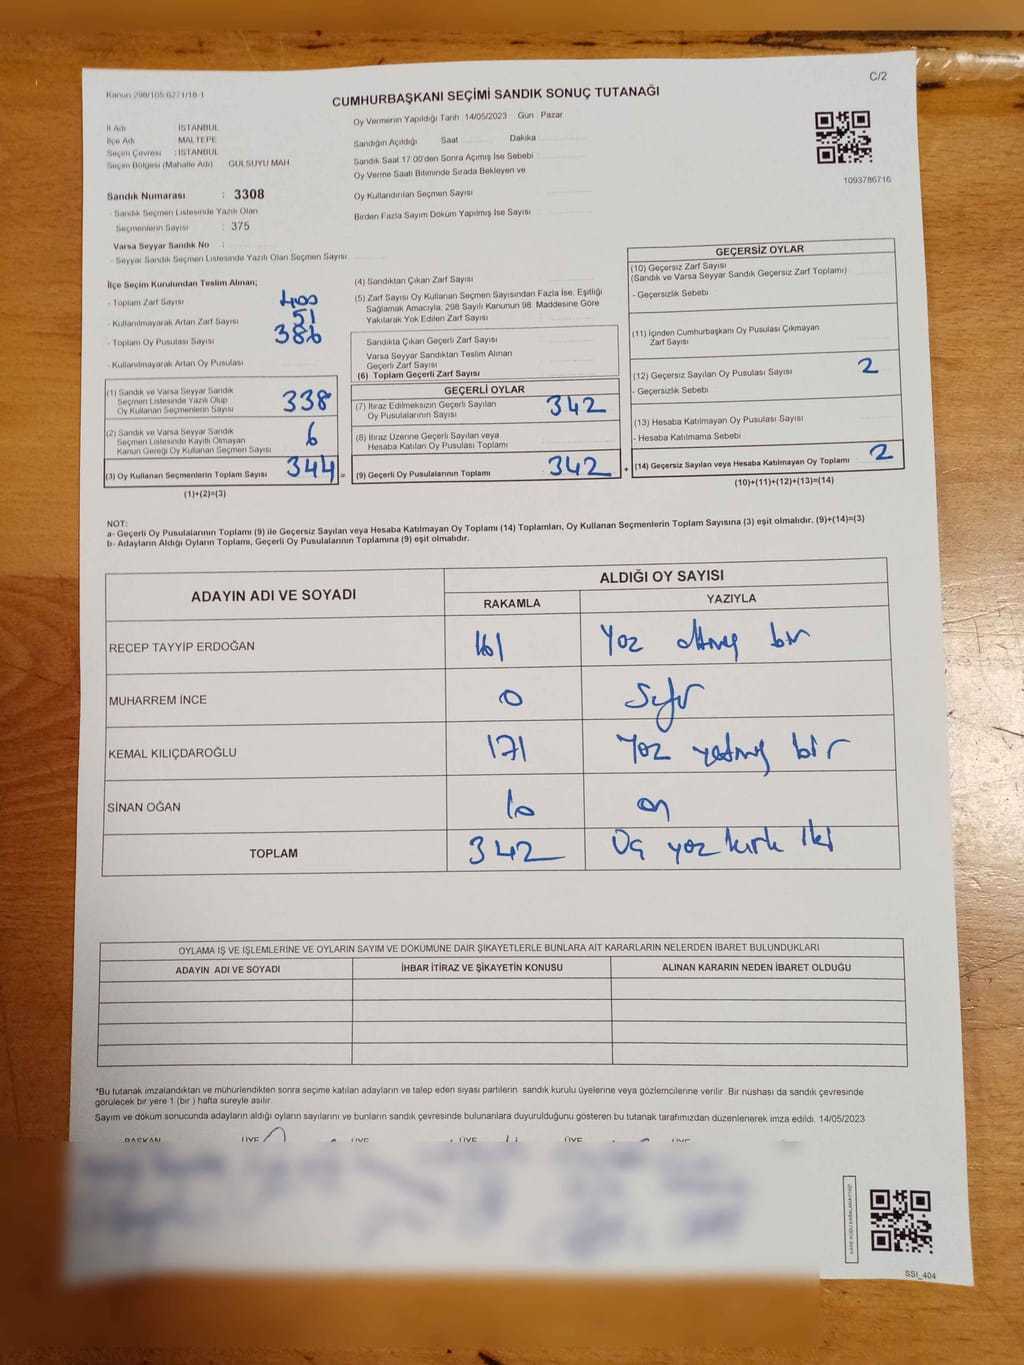 C/2
Kanun 298/105.62/1/18-1
CUMHURBAŞKANI SEÇİMİ SANDIK SONUÇ TUTANAĞI
İl Adı İSTANBUL
İlçe Adı MALTEPE
Seçim Çevresi : İSTANBUL
Seçim Bölgesi (Mahalle Adı) GÜLSUYU MAH
Sandık Numarası : 3308
- Sandık Seçmen Listesinde Yazılı Olan
Seçmenlerin Sayısı : 375
Varsa Seyyar Sandık No :
- Seyyar Sandık Seçmen Listesinde Yazılı Olan Seçmen Sayısı
Oy Vermenin Yapıldığı Tarih 14/05/2023 Gün : Pazar
Sandığın Açıldığı Saat Dakika
Sandık Saat 17 00'den Sonra Açımış İse Sebebi
Oy Verme Saati Bitiminde Sırada Bekleyen ve
Oy Kullandırılan Seçmen Sayısı
Birden Fazla Sayım Döküm Yapılmış İse Sayısı
1093786716
İlçe Seçim Kurulundan Teslim Alınan;
- Toplam Zarf Sayısı 400
- Kullanılmayarak Artan Zarf Sayısı 51
- Toplam Oy Pusulası Sayısı 386
- Kullanılmayarak Artan Oy Pusulası
(1) Sandık ve Varsa Seyyar Sandık
Seçmen Listesinde Yazılı Olup
Oy Kullanan Seçmenlerin Sayısı 338
(2) Sandık ve Varsa Seyyar Sandık
Seçmen Listesinde Kayıtlı Olmayan
Kanun Gereği Oy Kullanan Seçmen Sayısı 6
(3) Oy Kullanan Seçmenlerin Toplam Sayısı 344 =
(1)+(2)=(3)
(4) Sandıktan Çıkan Zarf Sayısı
(5) Zarf Sayısı Oy Kullanan Seçmen Sayısından Fazla İse, Eşitliği
Sağlamak Amacıyla, 298 Sayılı Kanunun 98. Maddesine Göre
Yakılarak Yok Edilen Zarf Sayısı
Sandıkta Çıkan Geçerli Zarf Sayısı
Varsa Seyyar Sandıktan Teslim Alınan
Geçerli Zarf Sayısı
(6) Toplam Geçerli Zarf Sayısı
GEÇERLİ OYLAR
(7) İtiraz Edilmeksizin Geçerli Sayılan
Oy Pusulalarının Sayısı 342
(8) İtiraz Üzerine Geçerli Sayılan veya
Hesaba Katılan Oy Pusulası Toplamı
(9) Geçerli Oy Pusulalarının Toplamı 342 +
GEÇERSİZ OYLAR
(10) Geçersiz Zarf Sayısı
(Sandık ve Varsa Seyyar Sandık Geçersiz Zarf Toplamı)
- Geçersizlik Sebebi
(11) İçinden Cumhurbaşkanı Oy Pusulası Çıkmayan
Zarf Sayısı
(12) Geçersiz Sayılan Oy Pusulası Sayısı 2
- Geçersizlik Sebebi
(13) Hesaba Katılmayan Oy Pusulası Sayısı
- Hesaba Katılmama Sebebi
(14) Geçersiz Sayılan veya Hesaba Katılmayan Oy Toplamı 2
(10)+(11)+(12)+(13)=(14)
NOT:
a- Geçerli Oy Pusulalarının Toplamı (9) ile Geçersiz Sayılan veya Hesaba Katılmayan Oy Toplamı (14) Toplamları, Oy Kullanan Seçmenlerin Toplam Sayısına (3) eşit olmalıdır. (9)+(14)=(3)
b- Adayların Aldığı Oyların Toplamı, Geçerli Oy Pusulalarının Toplamına (9) eşit olmalıdır.
ADAYIN ADI VE SOYADI
ALDIĞI OY SAYISI
RAKAMLA YAZIYLA
RECEP TAYYİP ERDOĞAN 161 Yüz altmış bir
MUHARREM İNCE 0 Sıfır
KEMAL KILIÇDAROĞLU 171 Yüz yetmiş bir
SİNAN OĞAN 10 on
TOPLAM 342 Üç yüz kırk iki
OYLAMA İŞ VE İŞLEMLERİNE VE OYLARIN SAYIM VE DÖKÜMÜNE DAİR ŞİKAYETLERLE BUNLARA AİT KARARLARIN NELERDEN İBARET BULUNDUKLARI
ADAYIN ADI VE SOYADI İHBAR İTİRAZ VE ŞİKAYETİN KONUSU ALINAN KARARIN NEDEN İBARET OLDUĞU
*Bu tutanak imzalandıktan ve mühürlendikten sonra seçime katılan adayların ve talep eden siyasi partilerin sandık kurulu üyelerine veya gözlemcilerine verilir. Bir nüshası da sandık çevresinde
görülecek bir yere 1 (bir ) hafta süreyle asılır.
Sayım ve döküm sonucunda adayların aldığı oyların sayılarını ve bunların sandık çevresinde bulunanlara duyurulduğunu gösteren bu tutanak tarafımızdan düzenlenerek imza edildi. 14/05/2023
BAŞKAN ÜYE ÜYE ÜYE ÜYE ÜYE
SSI_404